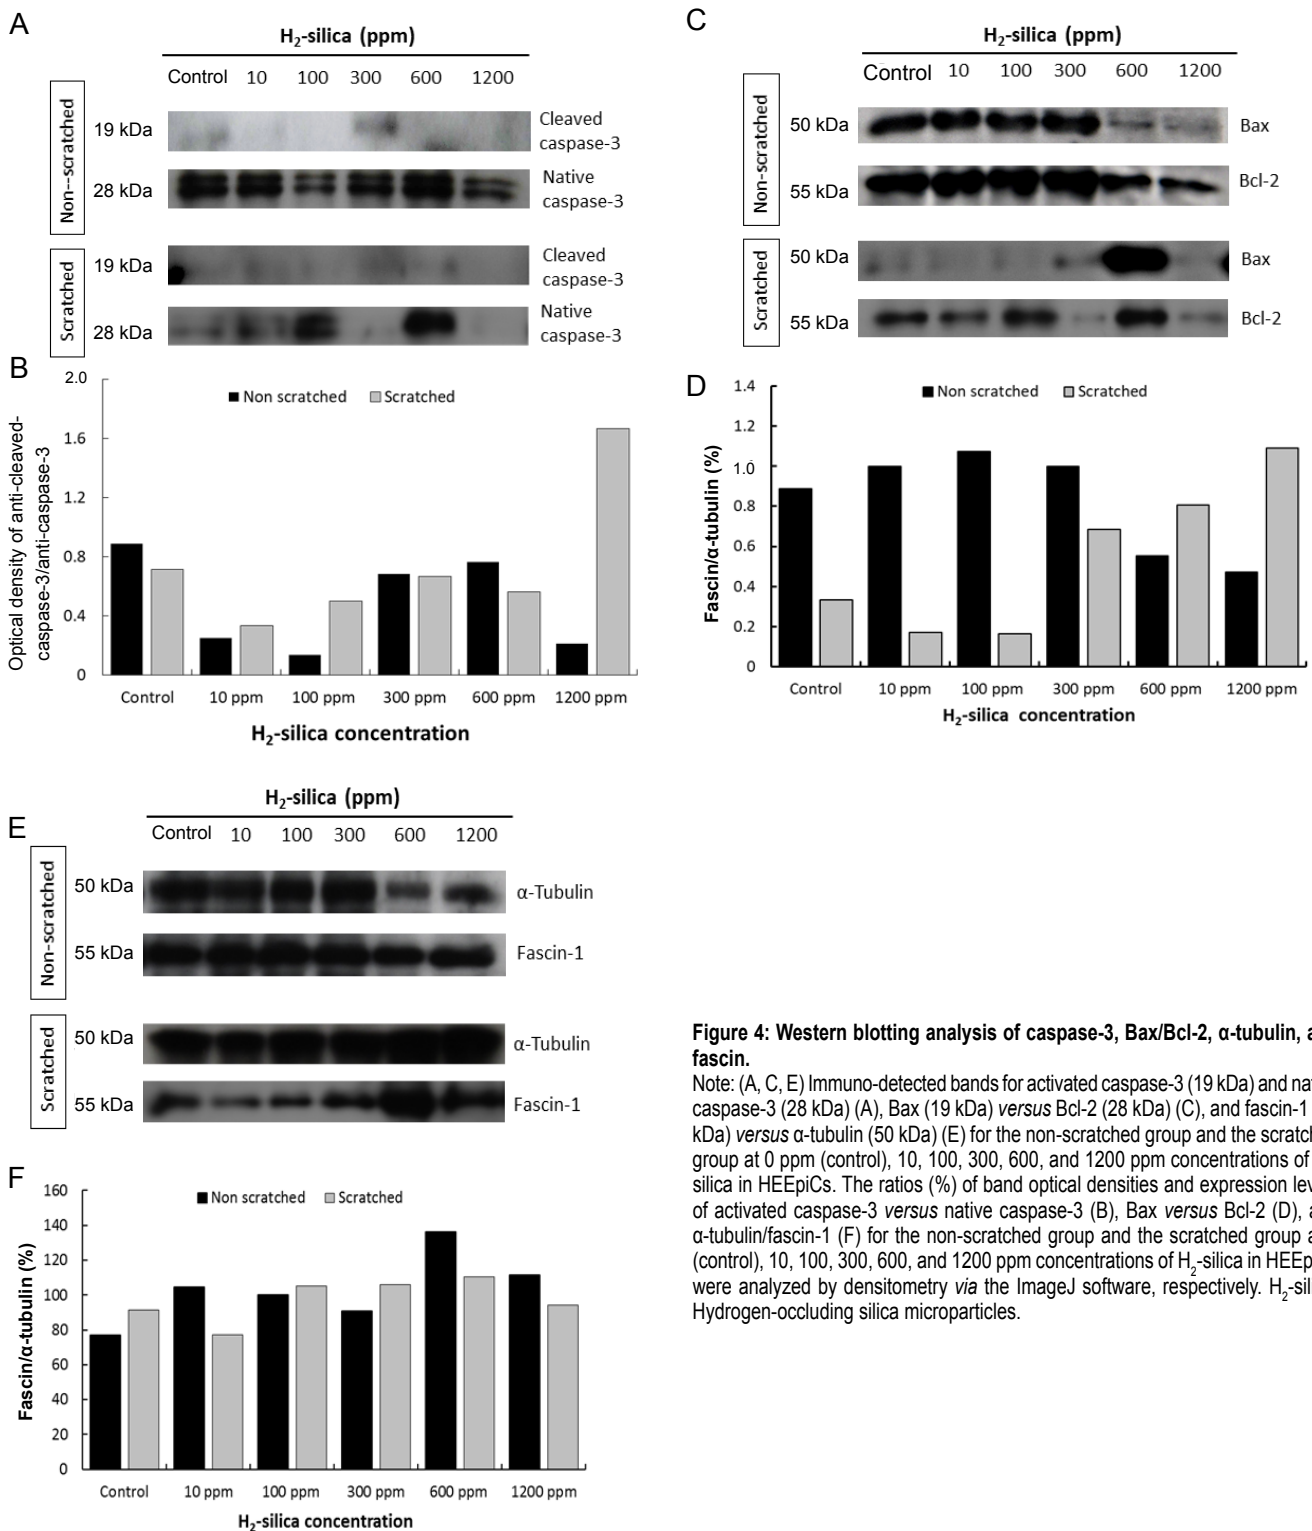 A
H2-silica (ppm)
Control 10 100 300 600 1200
Non--scratched
19 kDa
Cleaved
caspase-3
28 kDa
Native
caspase-3
Scratched
19 kDa
Cleaved
caspase-3
28 kDa
Native
caspase-3
B
2.0
1.6
1.2
0.8
0.4
0
Optical density of anti-cleaved-
caspase-3/anti-caspase-3
Non scratched Scratched
Control 10 ppm 100 ppm 300 ppm 600 ppm 1200 ppm
H2-silica concentration
C
H2-silica (ppm)
Control 10 100 300 600 1200
Non-scratched
50 kDa Bax
55 kDa Bcl-2
Scratched
50 kDa Bax
55 kDa Bcl-2
D
1.4
1.2
1.0
0.8
0.6
0.4
0.2
0
Fascin/α-tubulin (%)
Non scratched Scratched
Control 10 ppm 100 ppm 300 ppm 600 ppm 1200 ppm
H2-silica concentration
E
H2-silica (ppm)
Control 10 100 300 600 1200
Non-scratched
50 kDa α-Tubulin
55 kDa Fascin-1
Scratched
50 kDa α-Tubulin
55 kDa Fascin-1
F
160
140
120
100
80
60
40
20
0
Fascin/α-tubulin (%)
Non scratched Scratched
Control 10 ppm 100 ppm 300 ppm 600 ppm 1200 ppm
H2-silica concentration
Figure 4: Western blotting analysis of caspase-3, Bax/Bcl-2, α-tubulin,
fascin.
Note: (A, C, E) Immuno-detected bands for activated caspase-3 (19 kDa) and
caspase-3 (28 kDa) (A), Bax (19 kDa) versus Bcl-2 (28 kDa) (C), and fascin-1
kDa) versus α-tubulin (50 kDa) (E) for the non-scratched group and the
group at 0 ppm (control), 10, 100, 300, 600, and 1200 ppm concentrations of
silica in HEEpiCs. The ratios (%) of band optical densities and expression
of activated caspase-3 versus native caspase-3 (B), Bax versus Bcl-2 (D),
α-tubulin/fascin-1 (F) for the non-scratched group and the scratched group
(control), 10, 100, 300, 600, and 1200 ppm concentrations of H2-silica in
were analyzed by densitometry via the ImageJ software, respectively.
Hydrogen-occluding silica microparticles.